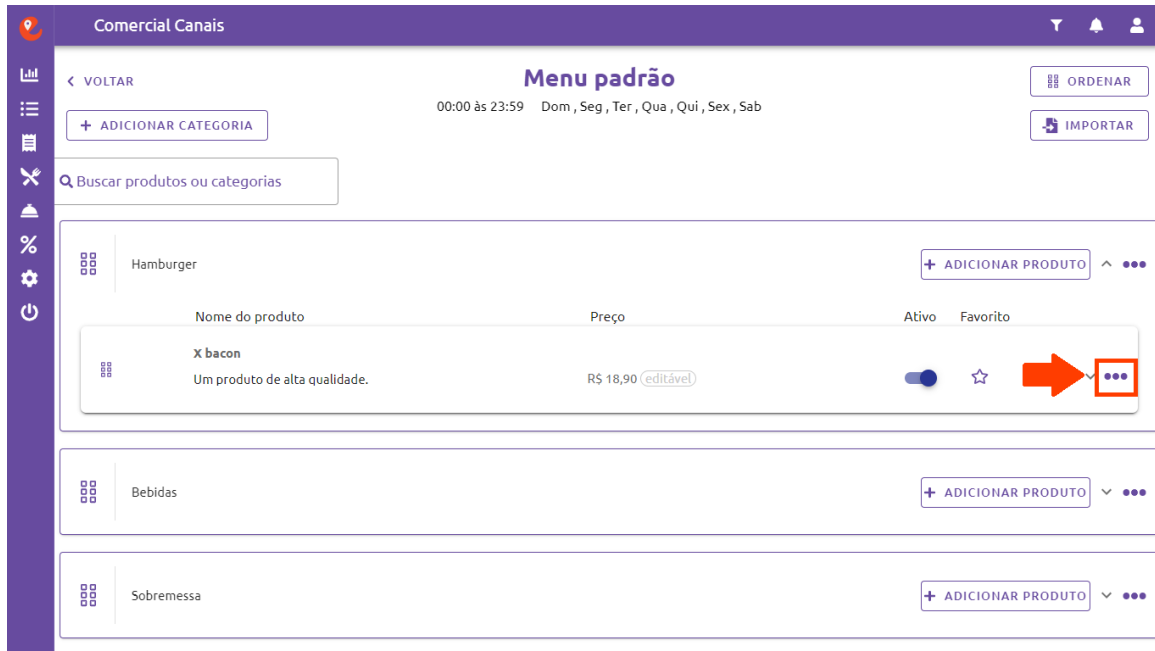 Comercial Canais
VOLTAR
Menu padrão
ORDENAR
00:00 às 23:59 Dom , Seg , Ter , Qua , Qui , Sex , Sab
+ ADICIONAR CATEGORIA
IMPORTAR
Buscar produtos ou categorias
Hamburger
+ ADICIONAR PRODUTO
Nome do produto Preço Ativo Favorito
X bacon
Um produto de alta qualidade. R$ 18,90 editável
Bebidas
+ ADICIONAR PRODUTO
Sobremessa
+ ADICIONAR PRODUTO